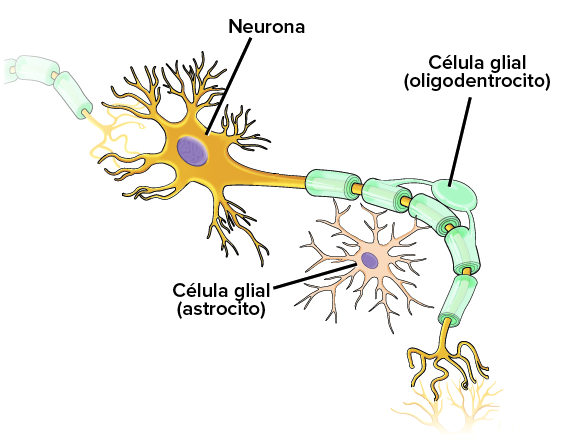 Neurona
Célula glial
(oligodentrocito)
Célula glial
(astrocito)